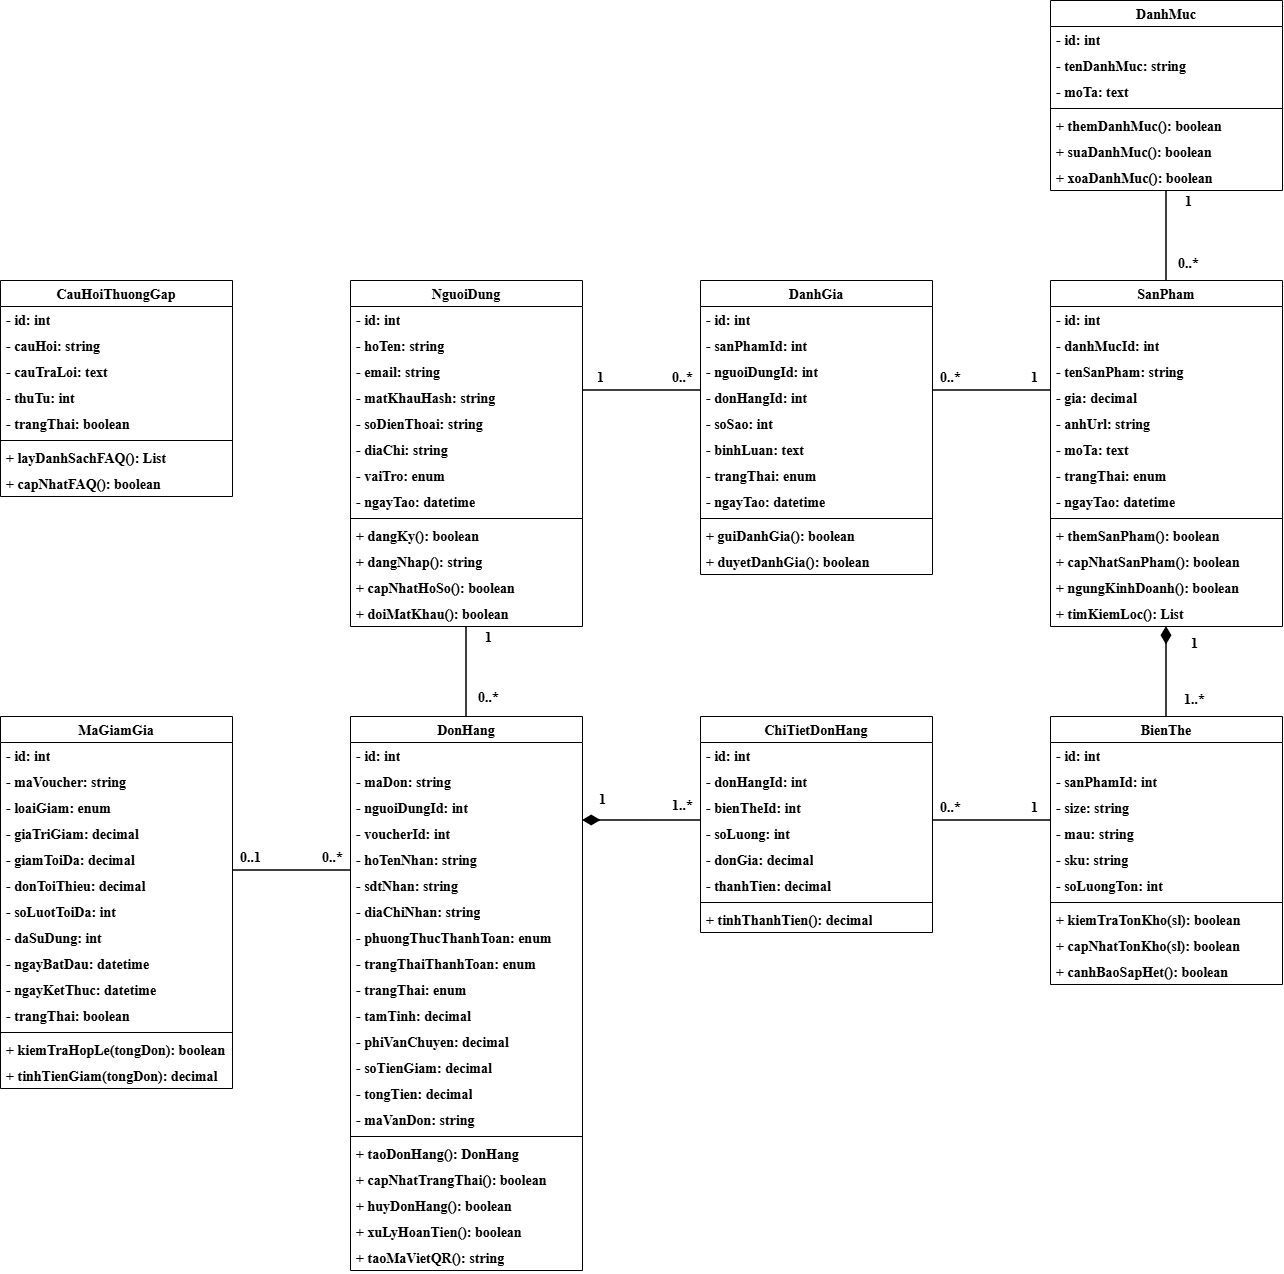 DanhMuc
- id: int
- tenDanhMuc: string
- moTa: text
+ themDanhMuc(): boolean
+ suaDanhMuc(): boolean
+ xoaDanhMuc(): boolean
1
0..*
CauHoiThuongGap
- id: int
- cauHoi: string
- cauTraLoi: text
- thuTu: int
- trangThai: boolean
+ layDanhSachFAQ(): List
+ capNhatFAQ(): boolean
NguoiDung
- id: int
- hoTen: string
- email: string
- matKhauHash: string
- soDienThoai: string
- diaChi: string
- vaiTro: enum
- ngayTao: datetime
+ dangKy(): boolean
+ dangNhap(): string
+ capNhatHoSo(): boolean
+ doiMatKhau(): boolean
1
0..*
DanhGia
- id: int
- sanPhamId: int
- nguoiDungId: int
- donHangId: int
- soSao: int
- binhLuan: text
- trangThai: enum
- ngayTao: datetime
+ guiDanhGia(): boolean
+ duyetDanhGia(): boolean
0..*
1
SanPham
- id: int
- danhMucId: int
- tenSanPham: string
- gia: decimal
- anhUrl: string
- moTa: text
- trangThai: enum
- ngayTao: datetime
+ themSanPham(): boolean
+ capNhatSanPham(): boolean
+ ngungKinhDoanh(): boolean
+ timKiemLoc(): List
1
0..*
1
1..*
MaGiamGia
- id: int
- maVoucher: string
- loaiGiam: enum
- giaTriGiam: decimal
- giamToiDa: decimal
- donToiThieu: decimal
- soLuotToiDa: int
- daSuDung: int
- ngayBatDau: datetime
- ngayKetThuc: datetime
- trangThai: boolean
+ kiemTraHopLe(tongDon): boolean
+ tinhTienGiam(tongDon): decimal
0..1
0..*
DonHang
- id: int
- maDon: string
- nguoiDungId: int
- voucherId: int
- hoTenNhan: string
- sdtNhan: string
- diaChiNhan: string
- phuongThucThanhToan: enum
- trangThaiThanhToan: enum
- trangThai: enum
- tamTinh: decimal
- phiVanChuyen: decimal
- soTienGiam: decimal
- tongTien: decimal
- maVanDon: string
+ taoDonHang(): DonHang
+ capNhatTrangThai(): boolean
+ huyDonHang(): boolean
+ xuLyHoanTien(): boolean
+ taoMaVietQR(): string
1
1..*
ChiTietDonHang
- id: int
- donHangId: int
- bienTheId: int
- soLuong: int
- donGia: decimal
- thanhTien: decimal
+ tinhThanhTien(): decimal
0..*
1
BienThe
- id: int
- sanPhamId: int
- size: string
- mau: string
- sku: string
- soLuongTon: int
+ kiemTraTonKho(sl): boolean
+ capNhatTonKho(sl): boolean
+ canhBaoSapHet(): boolean